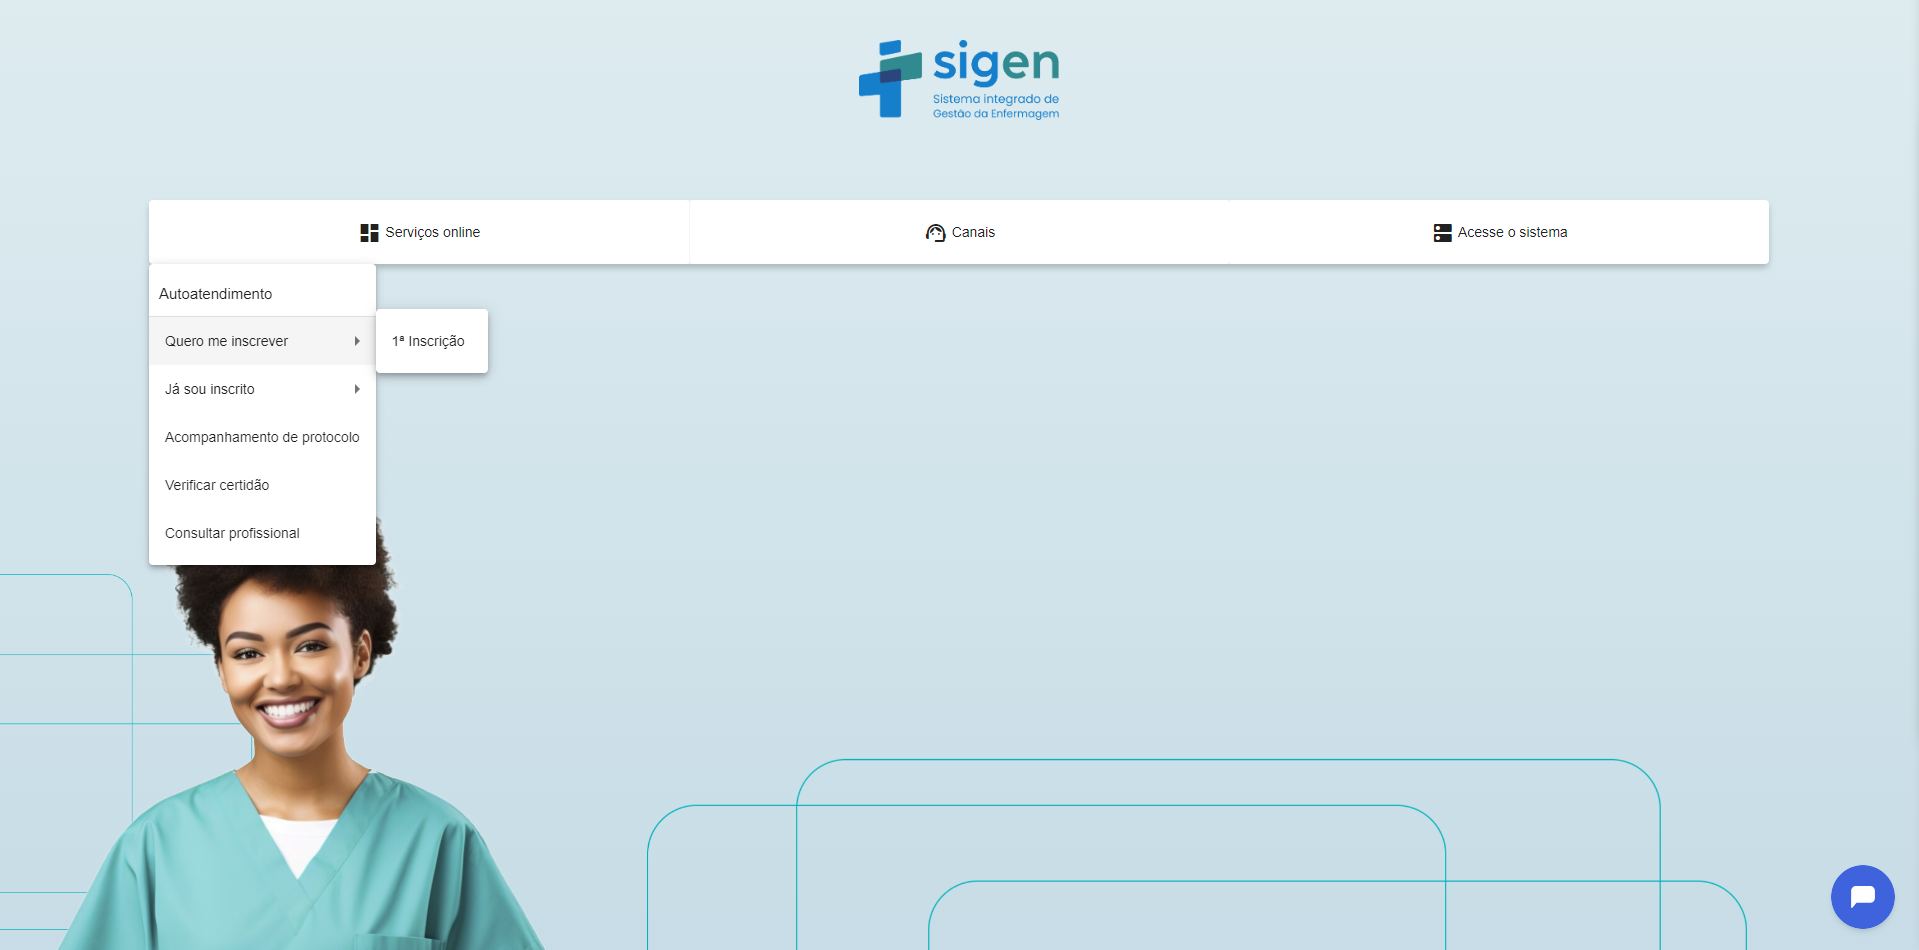 sigen
Sistema integrado de
Gestão da Enfermagem
Serviços online
Canais
Acesse o sistema
Autoatendimento
Quero me inscrever
1ª Inscrição
Já sou inscrito
Acompanhamento de protocolo
Verificar certidão
Consultar profissional